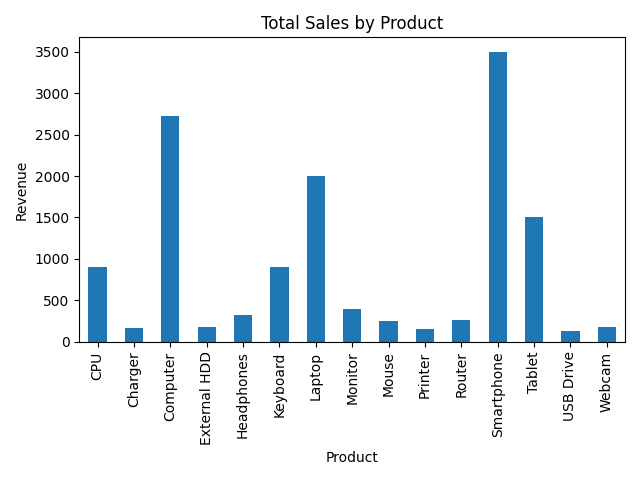 Total Sales by Product
Revenue
3500
3000
2500
2000
1500
1000
500
0
CPU
Charger
Computer
External HDD
Headphones
Keyboard
Laptop
Monitor
Mouse
Printer
Router
Smartphone
Tablet
USB Drive
Webcam
Product